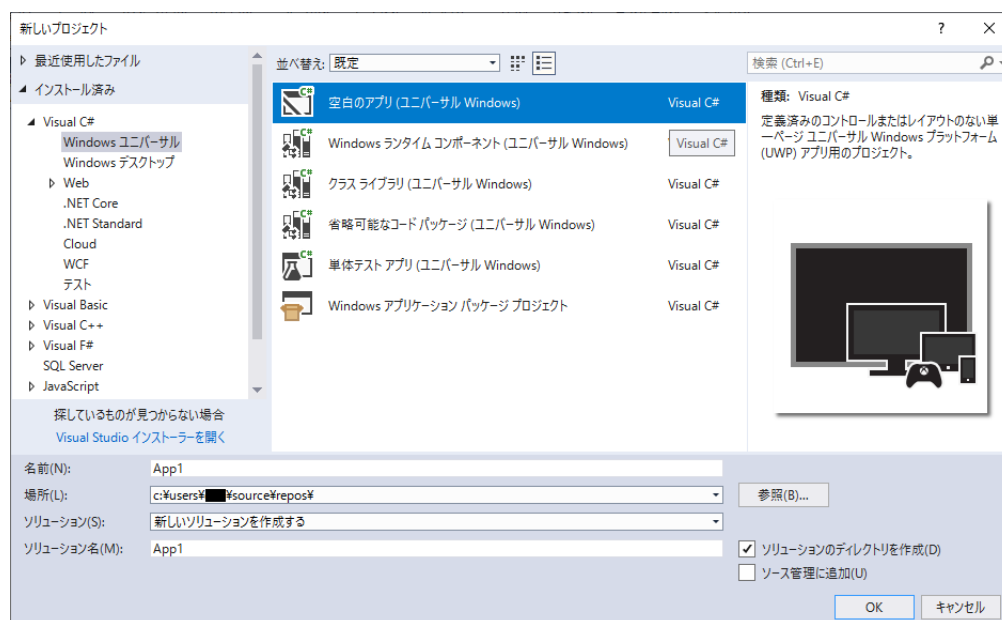 新しいプロジェクト
?
最近使用したファイル
インストール済み
Visual C#
Windows ユニバーサル
Windows デスクトップ
Web
.NET Core
.NET Standard
Cloud
WCF
テスト
Visual Basic
Visual C++
Visual F#
SQL Server
JavaScript
探しているものが見つからない場合
Visual Studio インストーラーを開く
並べ替え: 既定
空白のアプリ (ユニバーサル Windows) Visual C#
Windows ランタイム コンポーネント (ユニバーサル Windows) Visual C#
クラス ライブラリ (ユニバーサル Windows) Visual C#
省略可能なコード パッケージ (ユニバーサル Windows) Visual C#
単体テスト アプリ (ユニバーサル Windows) Visual C#
Windows アプリケーション パッケージ プロジェクト Visual C#
検索 (Ctrl+E)
種類: Visual C#
定義済みのコントロールまたはレイアウトのない単
一ページ ユニバーサル Windows プラットフォーム
(UWP) アプリ用のプロジェクト。
名前(N): App1
場所(L): c:¥users¥ ¥source¥repos¥ 参照(B)...
ソリューション(S): 新しいソリューションを作成する
ソリューション名(M): App1
ソリューションのディレクトリを作成(D)
ソース管理に追加(U)
OK キャンセル